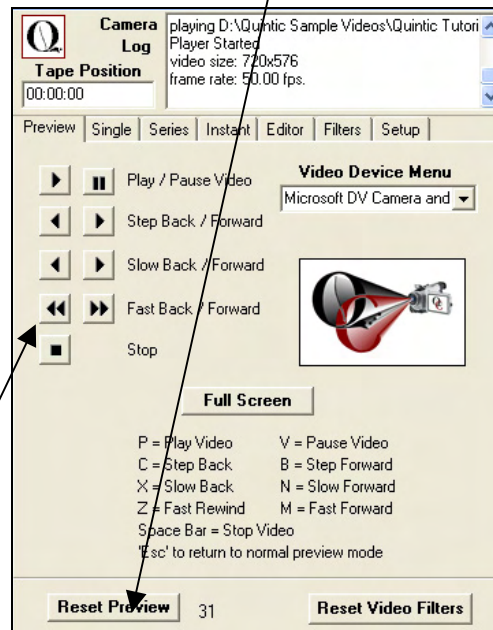 Camera
Log
Tape Position
00:00:00
playing D:\Quintic Sample Videos\Quintic Tutori
Player Started
video size: 720x576
frame rate: 50.00 fps.
Preview Single Series Instant Editor Filters Setup
Play / Pause Video
Video Device Menu
Microsoft DV Camera and
Step Back / Forward
Slow Back / Forward
Fast Back / Forward
Stop
Full Screen
P = Play Video V = Pause Video
C = Step Back B = Step Forward
X = Slow Back N = Slow Forward
Z = Fast Rewind M = Fast Forward
Space Bar = Stop Video
'Esc' to return to normal preview mode
Reset Preview 31 Reset Video Filters